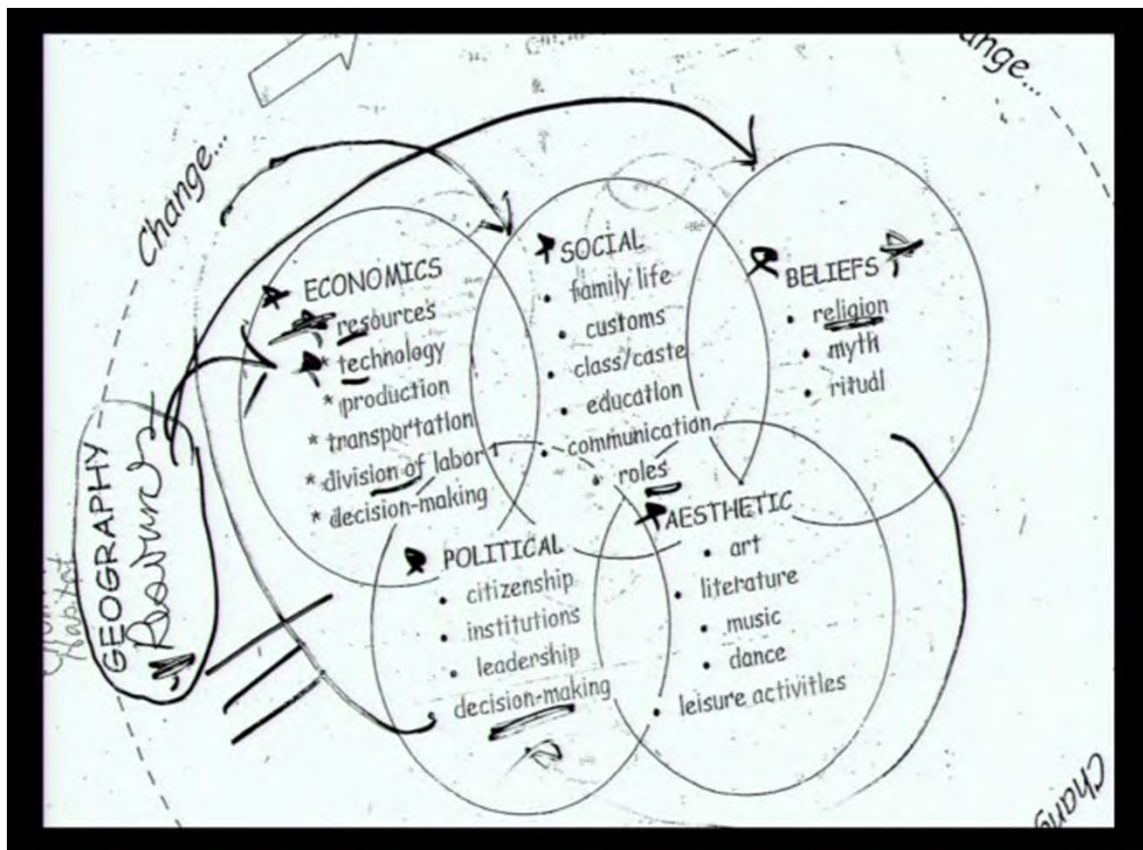 Change...
ange...
ECONOMICS
resources
* technology
* production
* transportation
* division of labor
* decision-making
SOCIAL
• family life
• customs
• class/caste
• education
• communication
• roles
BELIEFS
• religion
• myth
• ritual
GEOGRAPHY
POLITICAL
• citizenship
• institutions
• leadership
decision-making
AESTHETIC
• art
• literature
• music
• dance
• leisure activities
Chang